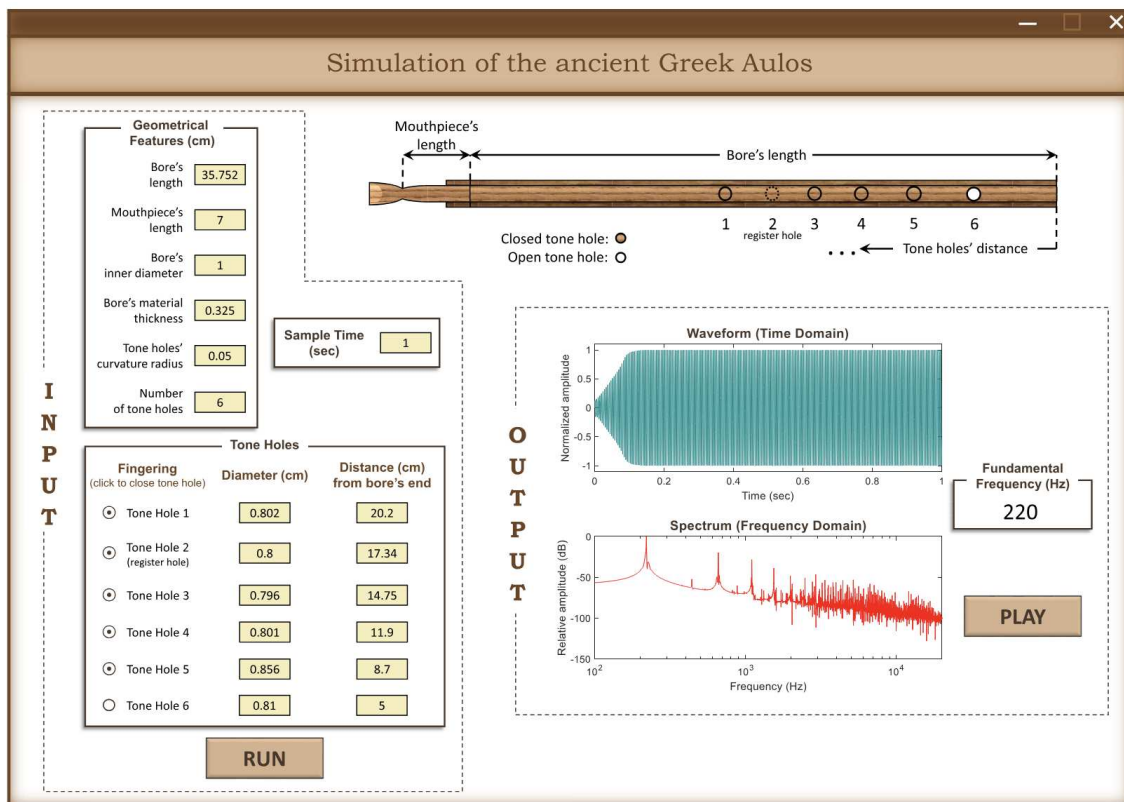 Simulation of the ancient Greek Aulos
INPUT
Geometrical
Features (cm)
Bore's
length
35.752
Mouthpiece's
length
7
Bore's
inner diameter
1
Bore's material
thickness
0.325
Tone holes'
curvature radius
0.05
Number
of tone holes
6
Sample Time
(sec)
1
Tone Holes
Fingering
(click to close tone hole)
Diameter (cm)
Distance (cm)
from bore's end
Tone Hole 1
0.802
20.2
Tone Hole 2
(register hole)
0.8
17.34
Tone Hole 3
0.796
14.75
Tone Hole 4
0.801
11.9
Tone Hole 5
0.856
8.7
Tone Hole 6
0.81
5
RUN
Mouthpiece's
length
Bore's length
1 2 3 4 5 6
register hole
Closed tone hole:
Open tone hole:
... Tone holes' distance
OUTPUT
Waveform (Time Domain)
Normalized amplitude
1
0.5
0
-0.5
-1
0 0.2 0.4 0.6 0.8 1
Time (sec)
Spectrum (Frequency Domain)
Relative amplitude (dB)
0
-50
-100
-150
10² 10³ 10⁴
Frequency (Hz)
Fundamental
Frequency (Hz)
220
PLAY